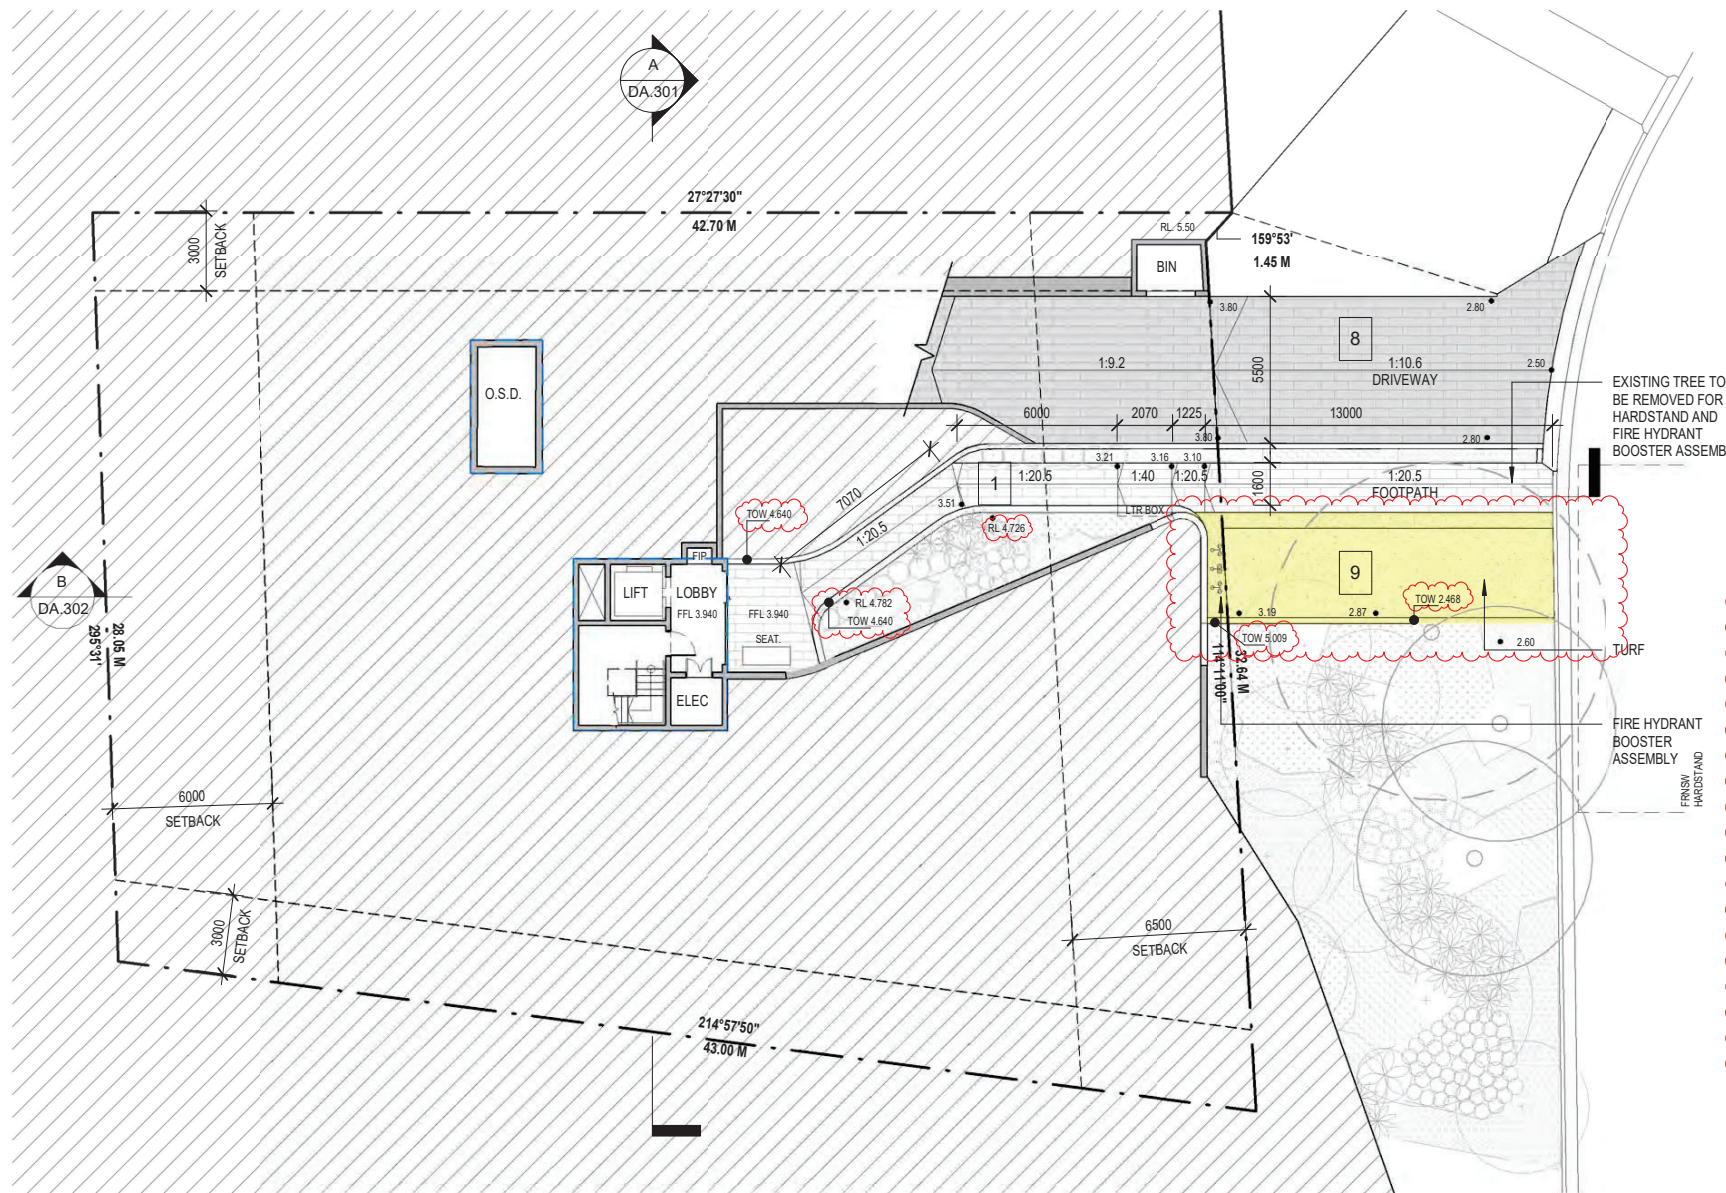 A
DA.301
27°27'30"
42.70 M
3000
SETBACK
RL. 5.50
159°53'
1.45 M
BIN
3.80
2.80
8
1:9.2
5500
1:10.6
DRIVEWAY
2.50
O.S.D.
EXISTING TREE TO
BE REMOVED FOR
HARDSTAND AND
FIRE HYDRANT
BOOSTER ASSEMB
6000
2070
1225
13000
3.80
2.80
3.21
3.16
3.10
1
1:20.5
1:40
1:20.5
1600
1:20.5
FOOTPATH
7070
3.51
LTR BOX
TOW 4.640
RL 4.726
1:20.5
FIP
9
B
DA.302
LIFT
LOBBY
FFL 3.940
FFL 3.940
RL 4.782
TOW 4.640
TOW 2.468
3.19
2.87
SEAT.
TOW 5.009
2.60
TURF
28.05 M
295°31'
32.64 M
114°11'00"
ELEC
FIRE HYDRANT
BOOSTER
ASSEMBLY
FRNSW
HARDSTAND
6000
SETBACK
3000
SETBACK
6500
SETBACK
214°57'50"
43.00 M